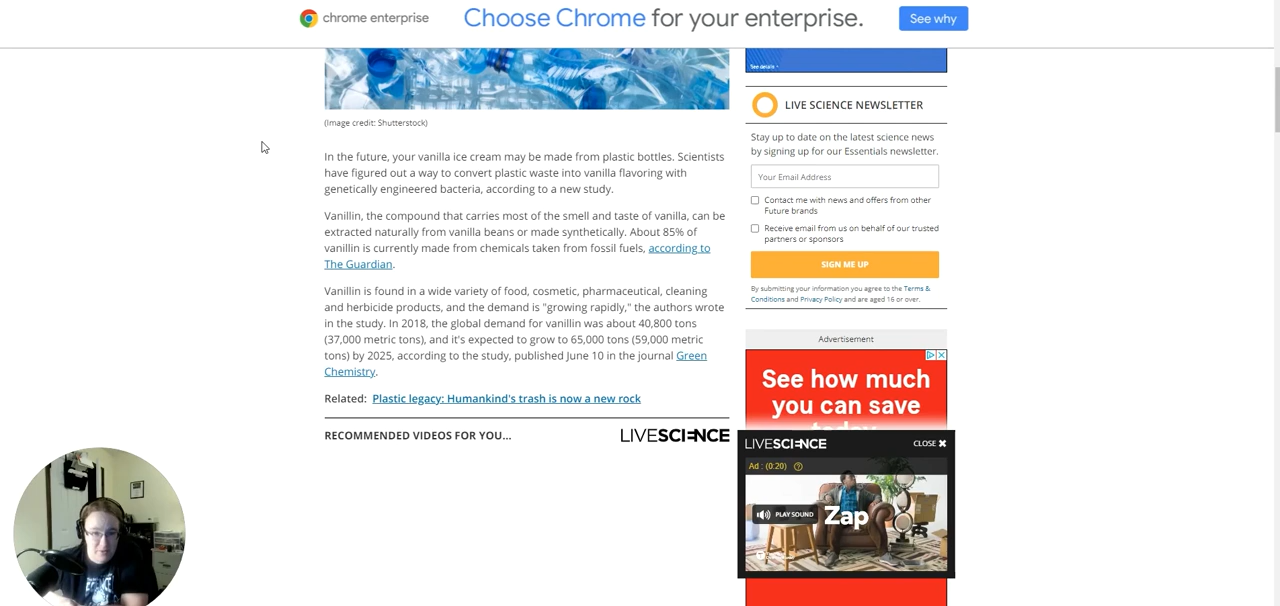 chrome enterprise
Choose Chrome for your enterprise.
See why
See details
(Image credit: Shutterstock)
In the future, your vanilla ice cream may be made from plastic bottles. Scientists
have figured out a way to convert plastic waste into vanilla flavoring with
genetically engineered bacteria, according to a new study.
Vanillin, the compound that carries most of the smell and taste of vanilla, can be
extracted naturally from vanilla beans or made synthetically. About 85% of
vanillin is currently made from chemicals taken from fossil fuels, according to
The Guardian.
Vanillin is found in a wide variety of food, cosmetic, pharmaceutical, cleaning
and herbicide products, and the demand is "growing rapidly," the authors wrote
in the study. In 2018, the global demand for vanillin was about 40,800 tons
(37,000 metric tons), and it's expected to grow to 65,000 tons (59,000 metric
tons) by 2025, according to the study, published June 10 in the journal Green
Chemistry.
Related: Plastic legacy: Humankind's trash is now a new rock
RECOMMENDED VIDEOS FOR YOU...
LIVESCIENCE
LIVE SCIENCE NEWSLETTER
Stay up to date on the latest science news
by signing up for our Essentials newsletter.
Your Email Address
Contact me with news and offers from other
Future brands
Receive email from us on behalf of our trusted
partners or sponsors
SIGN ME UP
By submitting your information you agree to the Terms &
Conditions and Privacy Policy and are aged 16 or over.
Advertisement
See how much
you can save
today.
LIVESCIENCE
CLOSE
Ad : (0:20)
PLAY SOUND
Zap